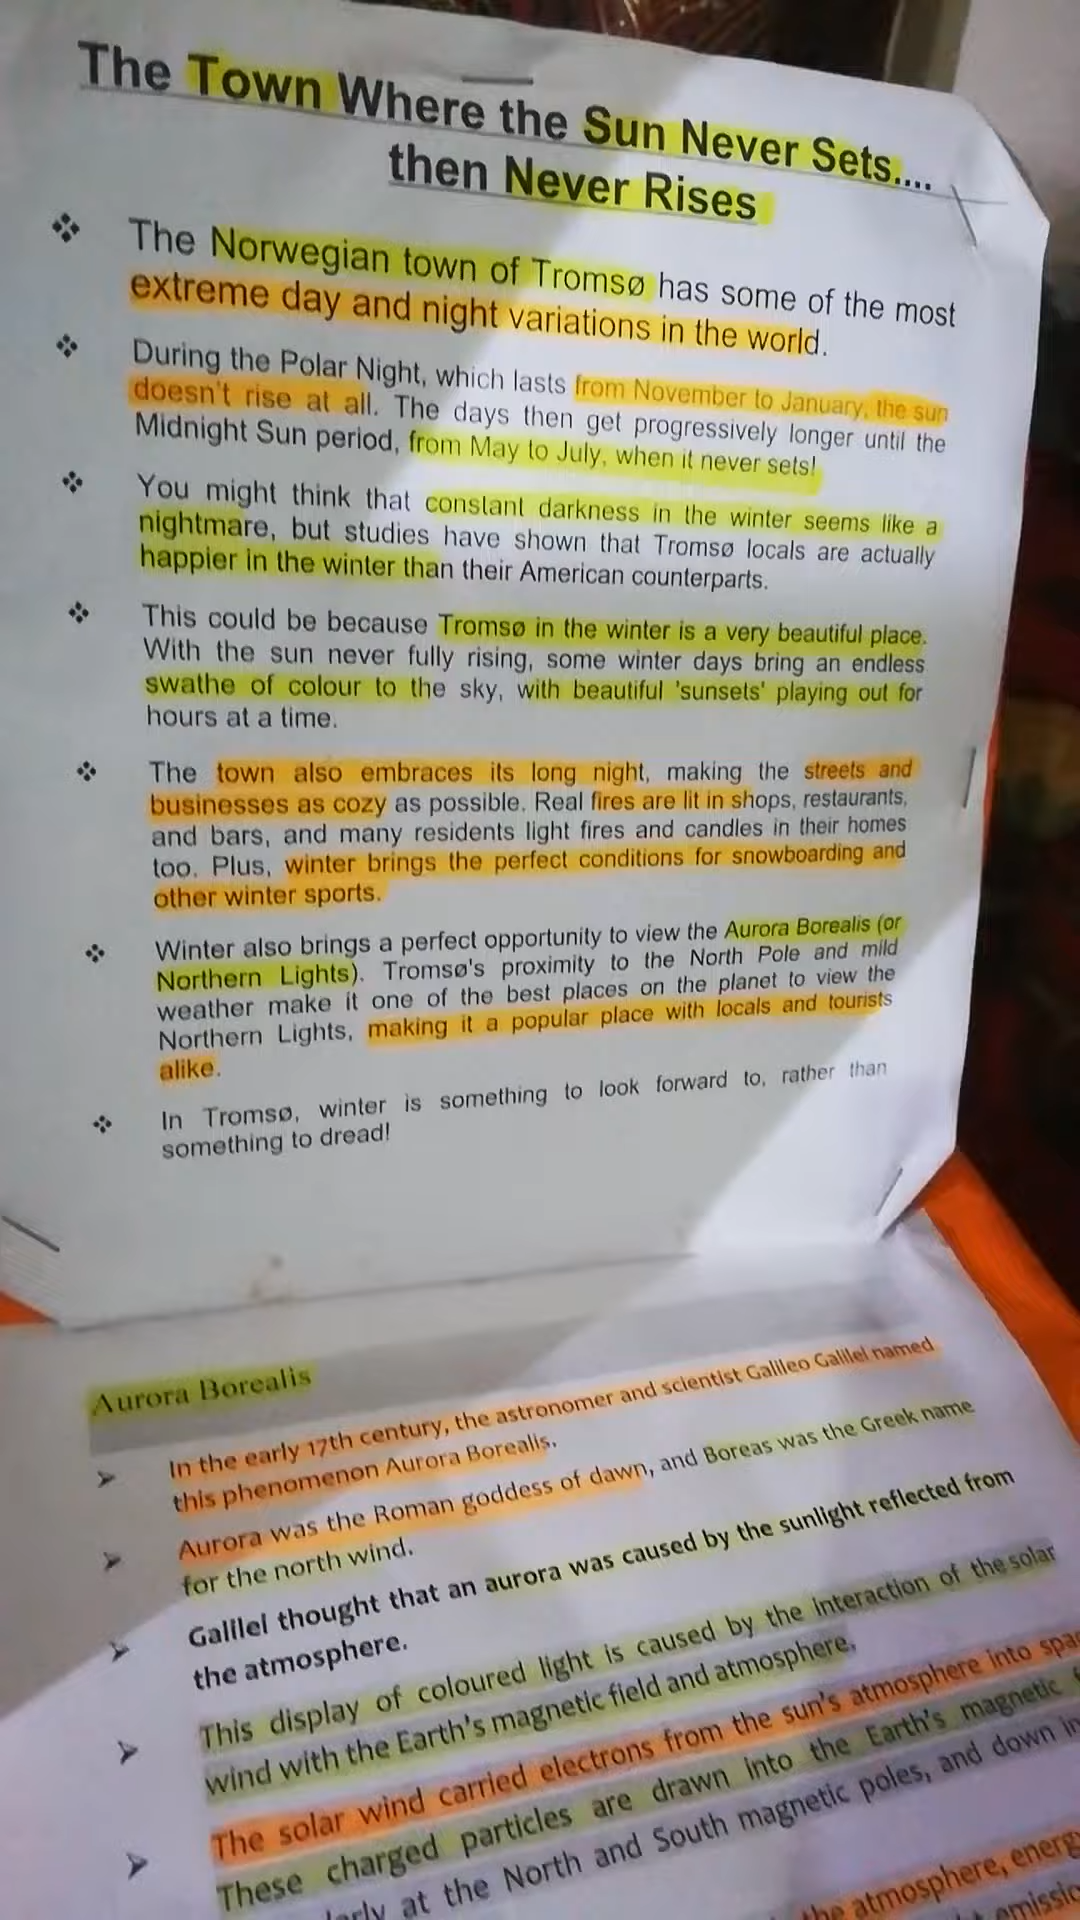 The Town Where the Sun Never Sets....
then Never Rises
❖ The Norwegian town of Tromsø has some of the most
extreme day and night variations in the world.
❖ During the Polar Night, which lasts from November to January, the sun
doesn't rise at all. The days then get progressively longer until the
Midnight Sun period, from May to July, when it never sets!
❖ You might think that constant darkness in the winter seems like a
nightmare, but studies have shown that Tromsø locals are actually
happier in the winter than their American counterparts.
❖ This could be because Tromsø in the winter is a very beautiful place.
With the sun never fully rising, some winter days bring an endless
swathe of colour to the sky, with beautiful 'sunsets' playing out for
hours at a time.
❖ The town also embraces its long night, making the streets and
businesses as cozy as possible. Real fires are lit in shops, restaurants,
and bars, and many residents light fires and candles in their homes
too. Plus, winter brings the perfect conditions for snowboarding and
other winter sports.
❖ Winter also brings a perfect opportunity to view the Aurora Borealis (or
Northern Lights). Tromsø's proximity to the North Pole and mild
weather make it one of the best places on the planet to view the
Northern Lights, making it a popular place with locals and tourists
alike.
❖ In Tromsø, winter is something to look forward to, rather than
something to dread!
Aurora Borealis
➢ In the early 17th century, the astronomer and scientist Galileo Galilei named
this phenomenon Aurora Borealis.
➢ Aurora was the Roman goddess of dawn, and Boreas was the Greek name
for the north wind.
➢ Galilei thought that an aurora was caused by the sunlight reflected from
the atmosphere.
➢ This display of coloured light is caused by the interaction of the solar
wind with the Earth's magnetic field and atmosphere.
➢ The solar wind carried electrons from the sun's atmosphere into
These charged particles are drawn into the Earth's magnetic
at the North and South magnetic poles, and down
the atmosphere,